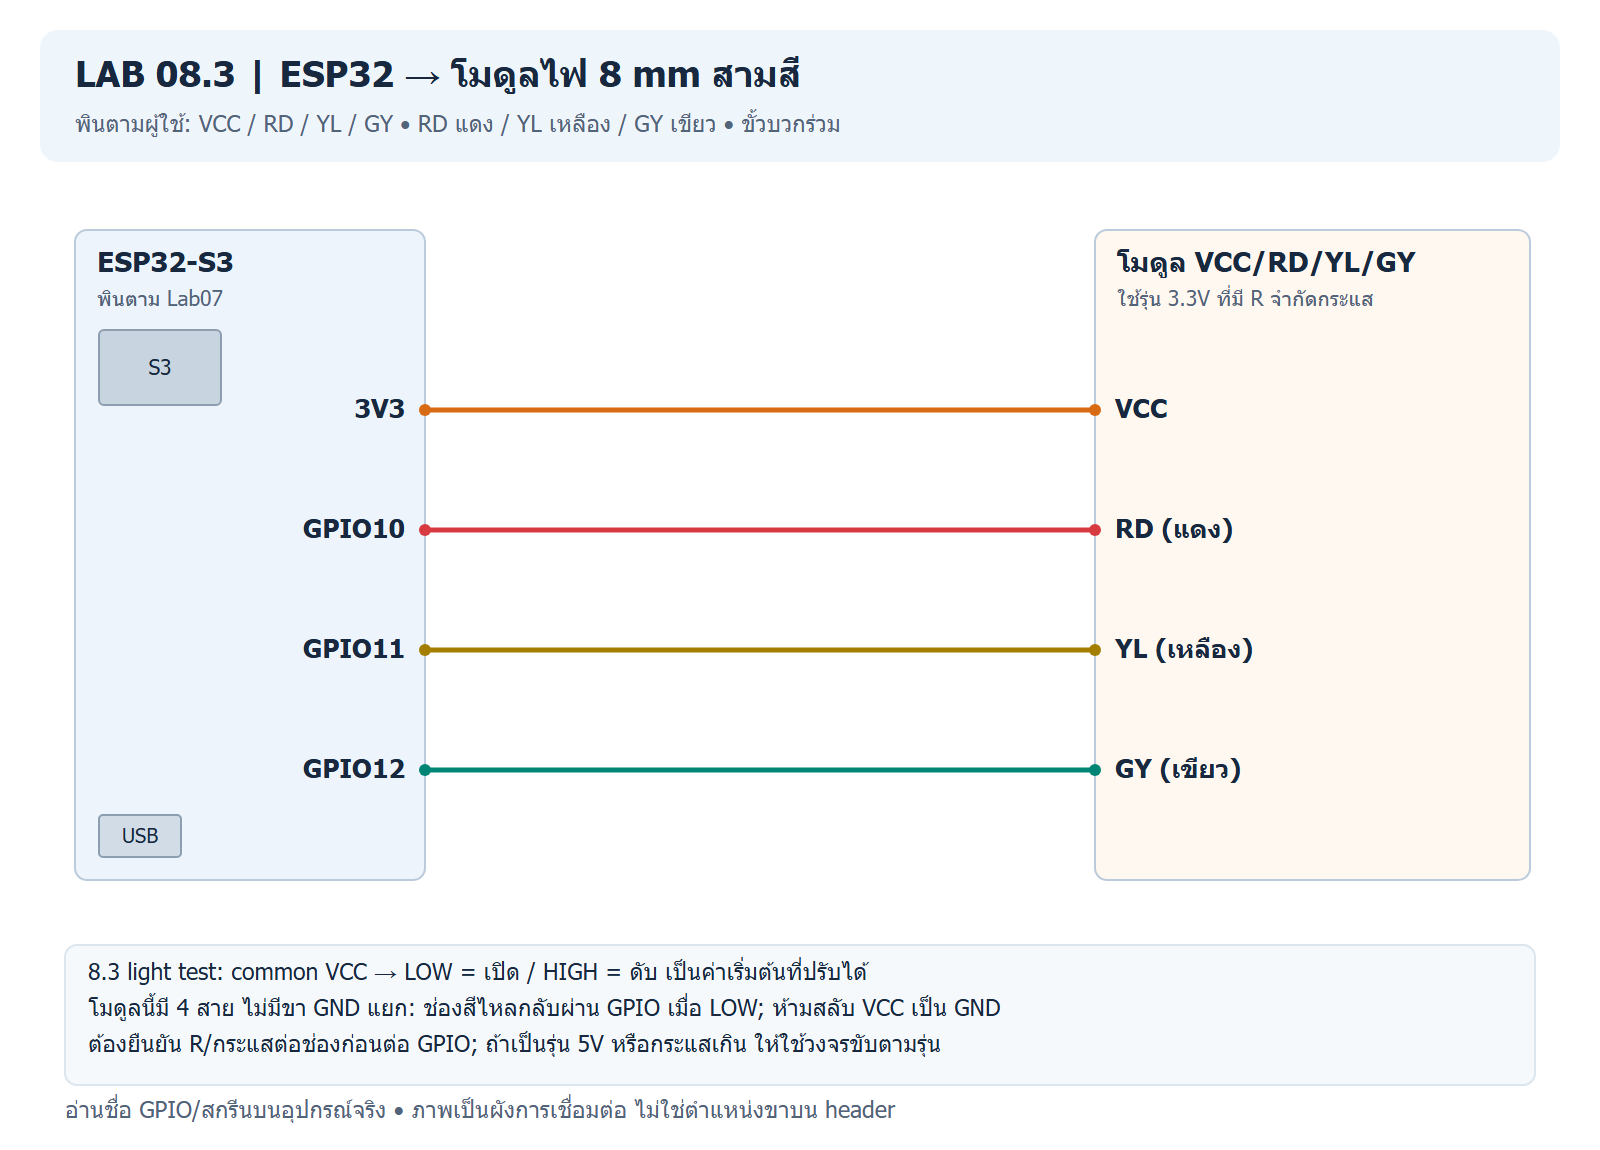 LAB 08.3 | ESP32 → โมดูลไฟ 8 mm สามสี
พินตามผู้ใช้: VCC / RD / YL / GY • RD แดง / YL เหลือง / GY เขียว • ขั้วบวกร่วม
ESP32-S3
พินตาม Lab07
S3
3V3
GPIO10
GPIO11
GPIO12
USB
โมดูล VCC/RD/YL/GY
ใช้รุ่น 3.3V ที่มี R จำกัดกระแส
VCC
RD (แดง)
YL (เหลือง)
GY (เขียว)
8.3 light test: common VCC → LOW = เปิด / HIGH = ดับ เป็นค่าเริ่มต้นที่ปรับได้
โมดูลนี้มี 4 สาย ไม่มีขา GND แยก: ช่องสีไหลกลับผ่าน GPIO เมื่อ LOW; ห้ามสลับ VCC เป็น GND
ต้องยืนยัน R/กระแสต่อช่องก่อนต่อ GPIO; ถ้าเป็นรุ่น 5V หรือกระแสเกิน ให้ใช้วงจรขับตามรุ่น
อ่านชื่อ GPIO/สกรีนบนอุปกรณ์จริง • ภาพเป็นผังการเชื่อมต่อ ไม่ใช่ตำแหน่งขาบน header